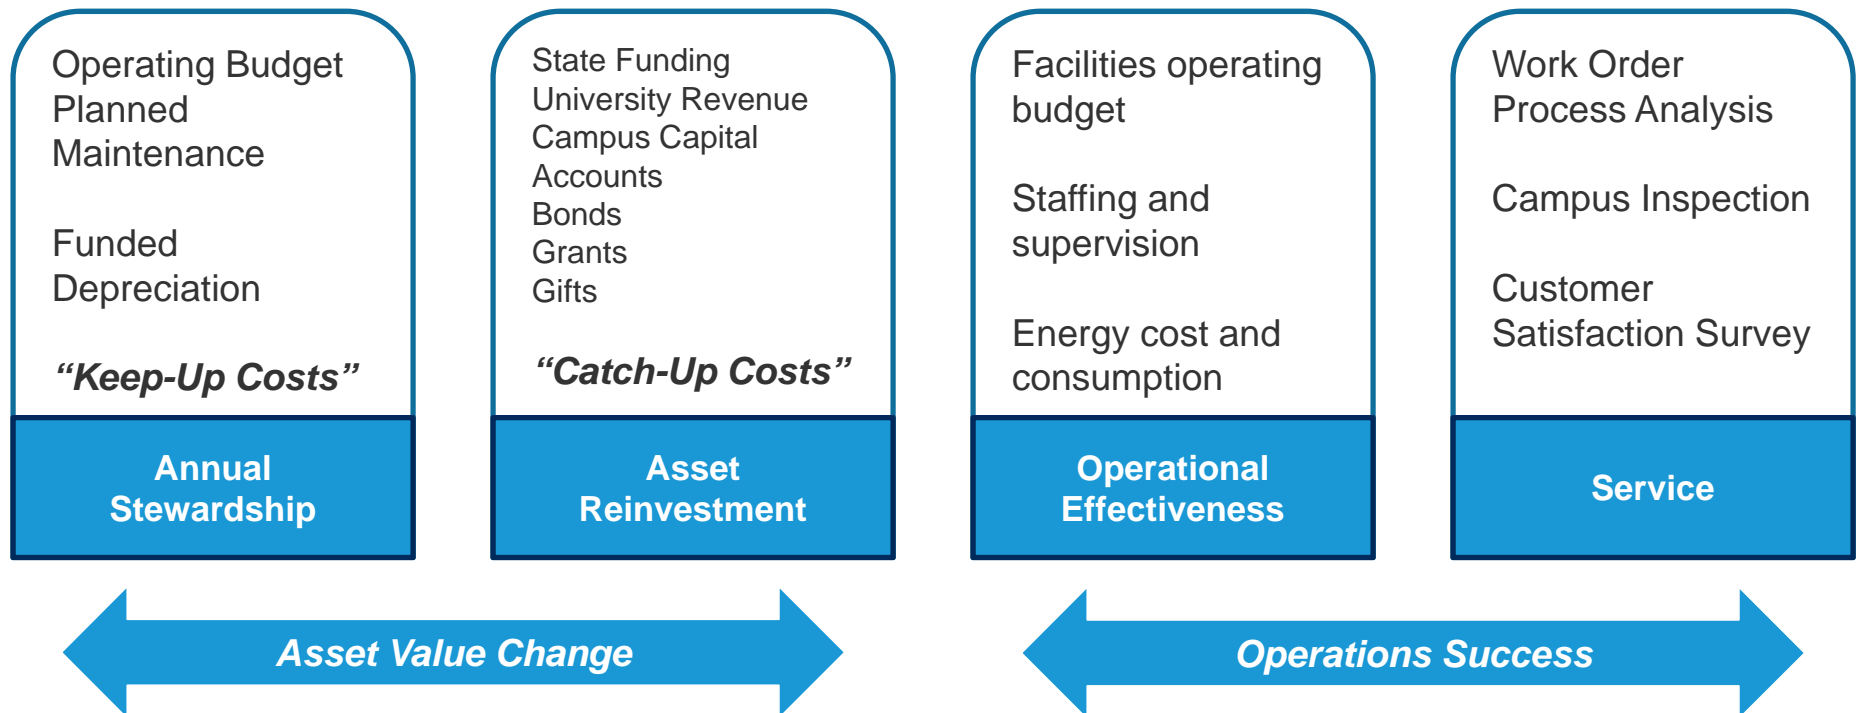 Operating Budget
Planned
Maintenance
Funded
Depreciation
“Keep-Up Costs”
Annual
Stewardship
State Funding
University Revenue
Campus Capital
Accounts
Bonds
Grants
Gifts
“Catch-Up Costs”
Asset
Reinvestment
Facilities operating
budget
Staffing and
supervision
Energy cost and
consumption
Operational
Effectiveness
Work Order
Process Analysis
Campus Inspection
Customer
Satisfaction Survey
Service
Asset Value Change
Operations Success